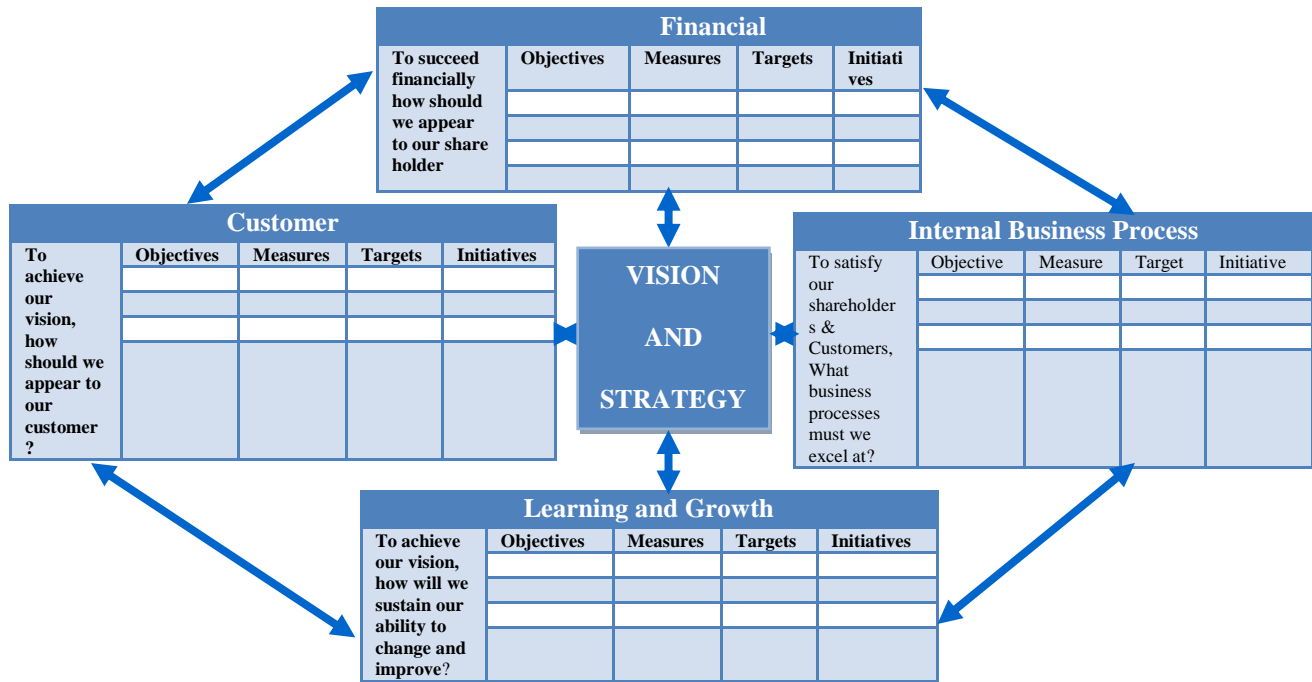 Financial
To succeed
financially
how should
we appear
to our share
holder
Objectives
Measures
Targets
Initiati
ves
Customer
To
achieve
our
vision,
how
should we
appear to
our
customer
?
Objectives
Measures
Targets
Initiatives
VISION
AND
STRATEGY
Internal Business Process
To satisfy
our
shareholder
s &
Customers,
What
business
processes
must we
excel at?
Objective
Measure
Target
Initiative
Learning and Growth
To achieve
our vision,
how will we
sustain our
ability to
change and
improve?
Objectives
Measures
Targets
Initiatives